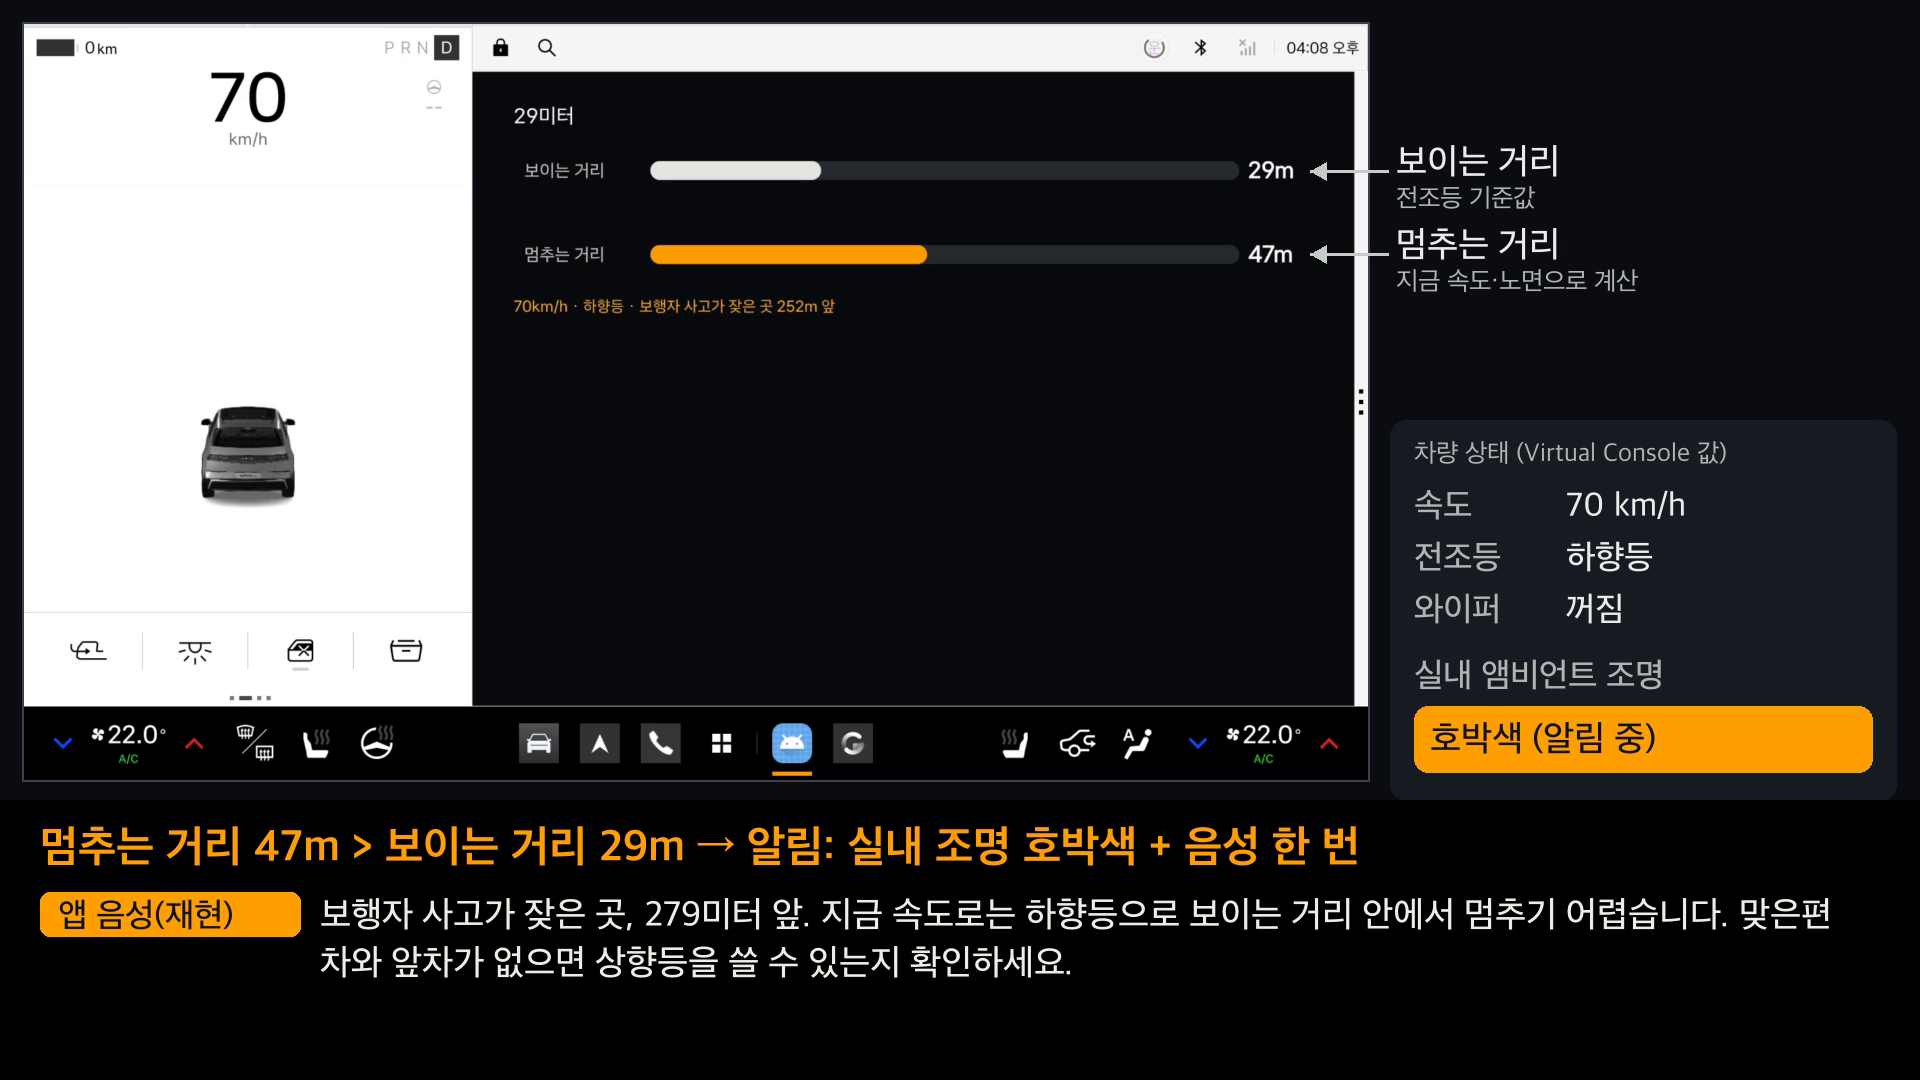 0 km
P R N D
04:08 오후
70
km/h
--
29미터
보이는 거리
29m
보이는 거리
전조등 기준값
멈추는 거리
47m
멈추는 거리
지금 속도·노면으로 계산
70km/h · 하향등 · 보행자 사고가 잦은 곳 252m 앞
차량 상태 (Virtual Console 값)
속도 70 km/h
전조등 하향등
와이퍼 꺼짐
실내 앰비언트 조명
호박색 (알림 중)
22.0°
A/C
A
22.0°
A/C
멈추는 거리 47m > 보이는 거리 29m → 알림: 실내 조명 호박색 + 음성 한 번
앱 음성(재현)
보행자 사고가 잦은 곳, 279미터 앞. 지금 속도로는 하향등으로 보이는 거리 안에서 멈추기 어렵습니다. 맞은편
차와 앞차가 없으면 상향등을 쓸 수 있는지 확인하세요.